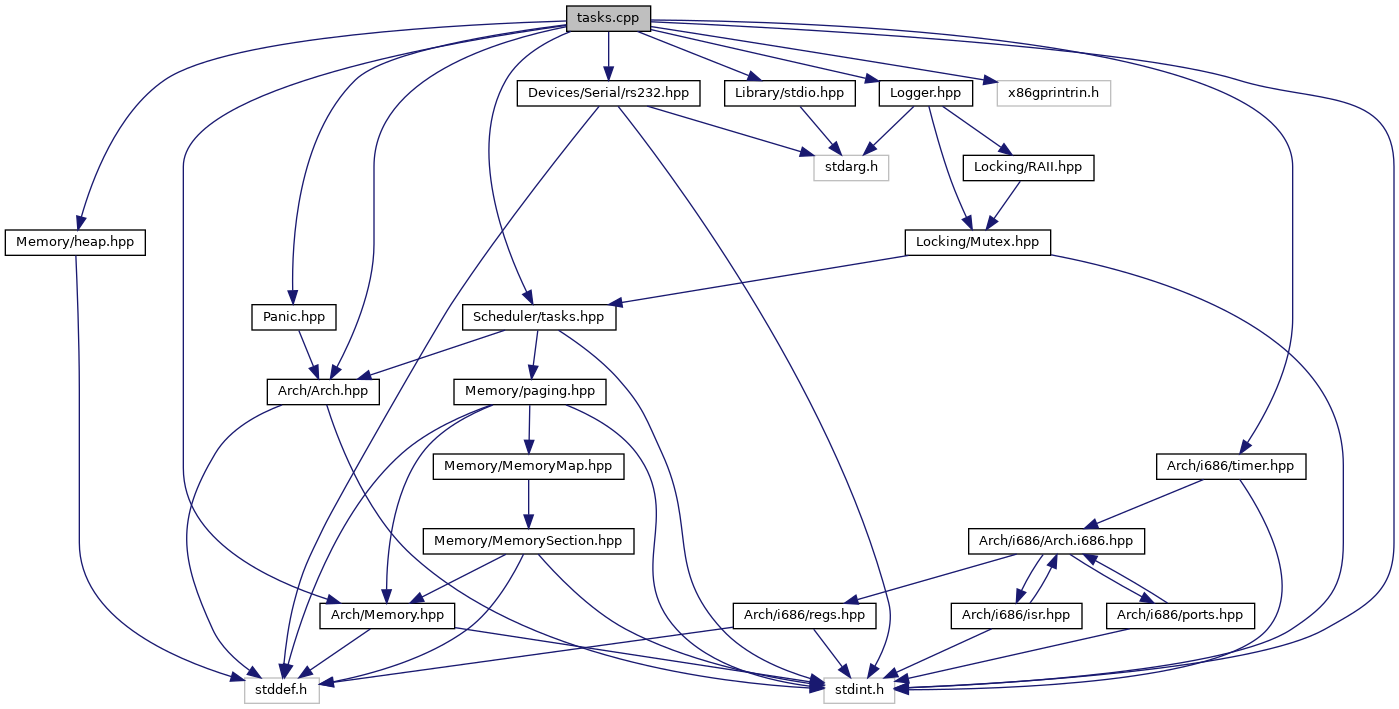 tasks.cpp
Devices/Serial/rs232.hpp
Library/stdio.hpp
Logger.hpp
x86gprintrin.h
stdarg.h
Locking/RAII.hpp
Memory/heap.hpp
Locking/Mutex.hpp
Panic.hpp
Scheduler/tasks.hpp
Arch/Arch.hpp
Memory/paging.hpp
Memory/MemoryMap.hpp
Arch/i686/timer.hpp
Memory/MemorySection.hpp
Arch/i686/Arch.i686.hpp
Arch/Memory.hpp
Arch/i686/regs.hpp
Arch/i686/isr.hpp
Arch/i686/ports.hpp
stddef.h
stdint.h